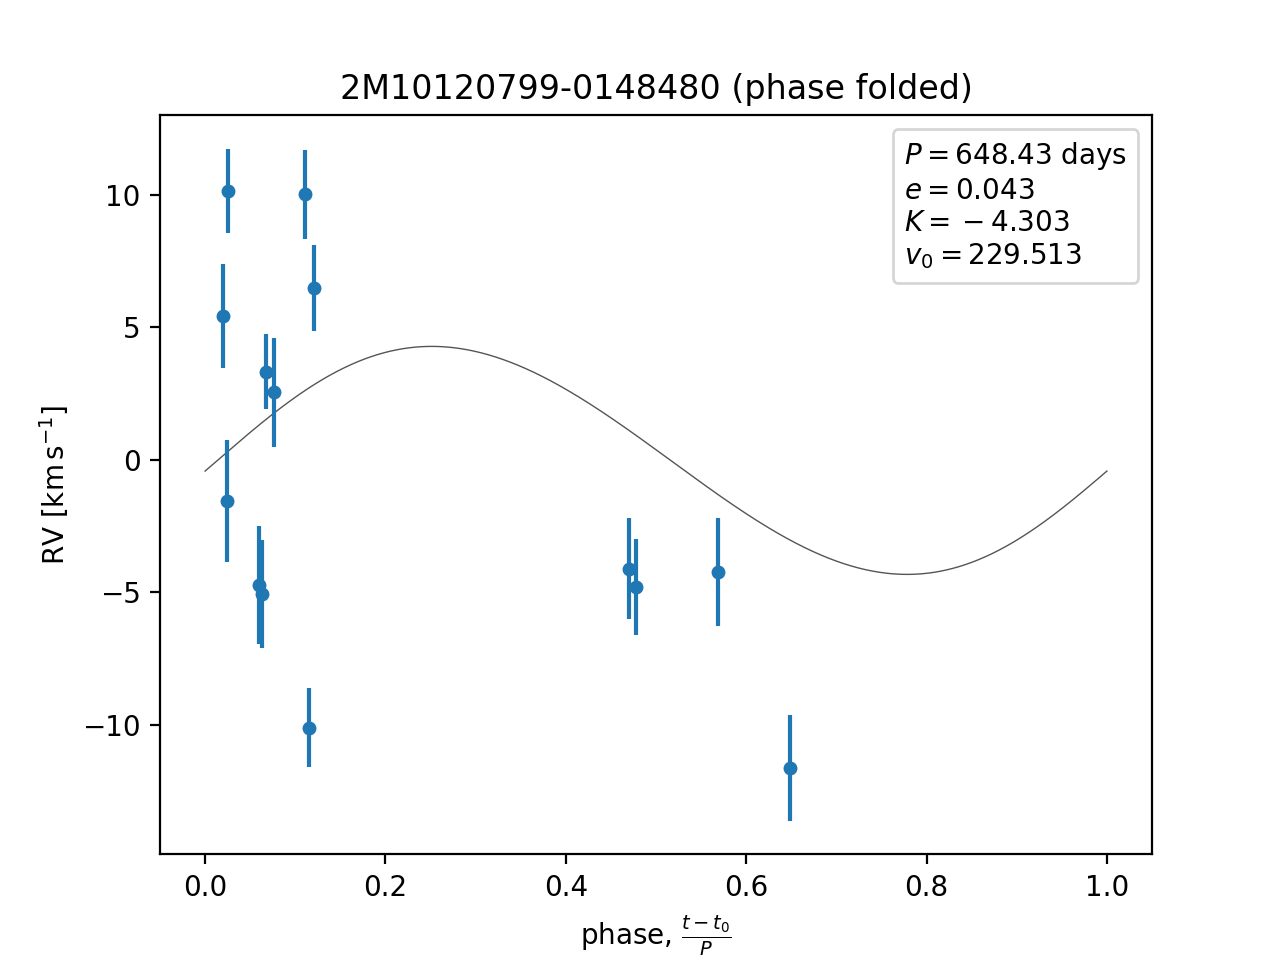 2M10120799-0148480 (phase folded)
P = 648.43 days
e = 0.043
K = −4.303
v₀ = 229.513
RV [km s⁻¹]
10
5
0
−5
−10
0.0 0.2 0.4 0.6 0.8 1.0
phase, (t − t₀)/P